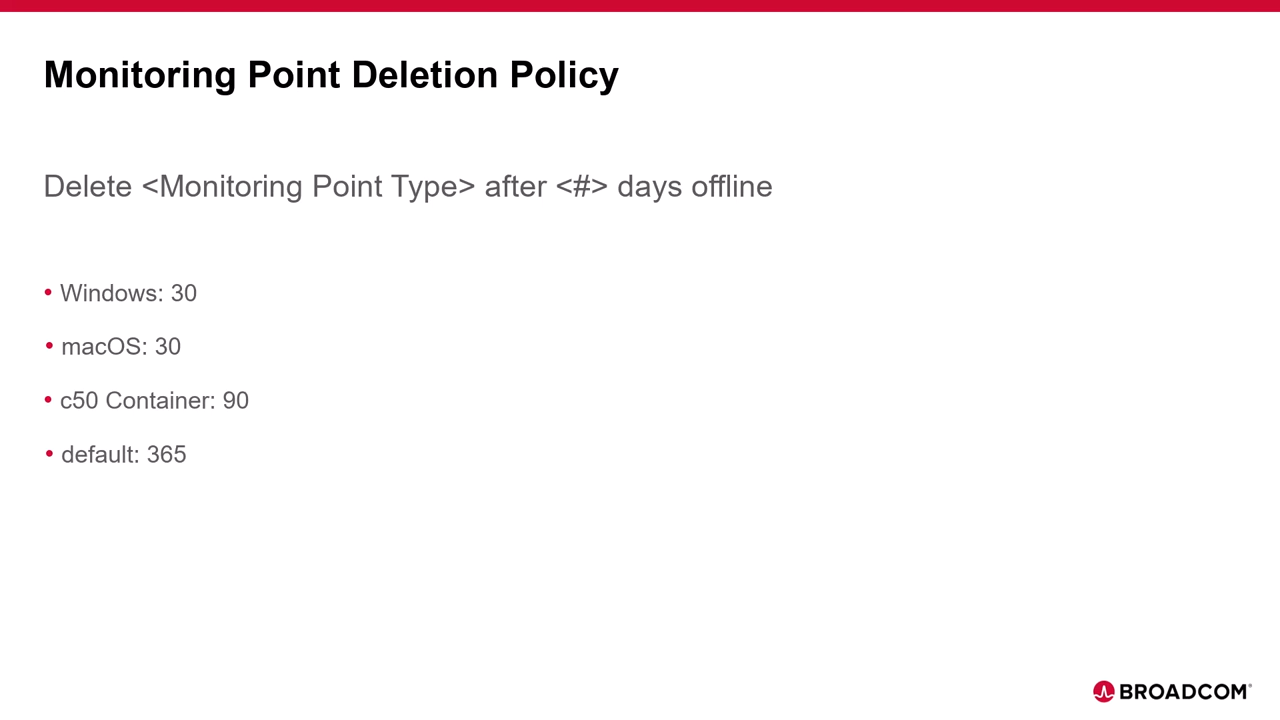 Monitoring Point Deletion Policy
Delete <Monitoring Point Type> after <#> days offline
• Windows: 30
• macOS: 30
• c50 Container: 90
• default: 365
BROADCOM®